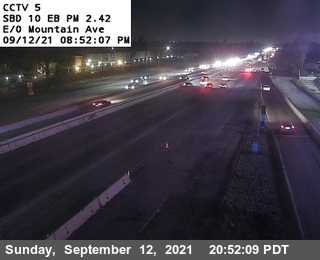 CCTV 5
SBD 10 EB PM 2.42
E/O Mountain Ave
09/12/21 08:52:07 PM
Sunday, September 12, 2021 20:52:09 PDT